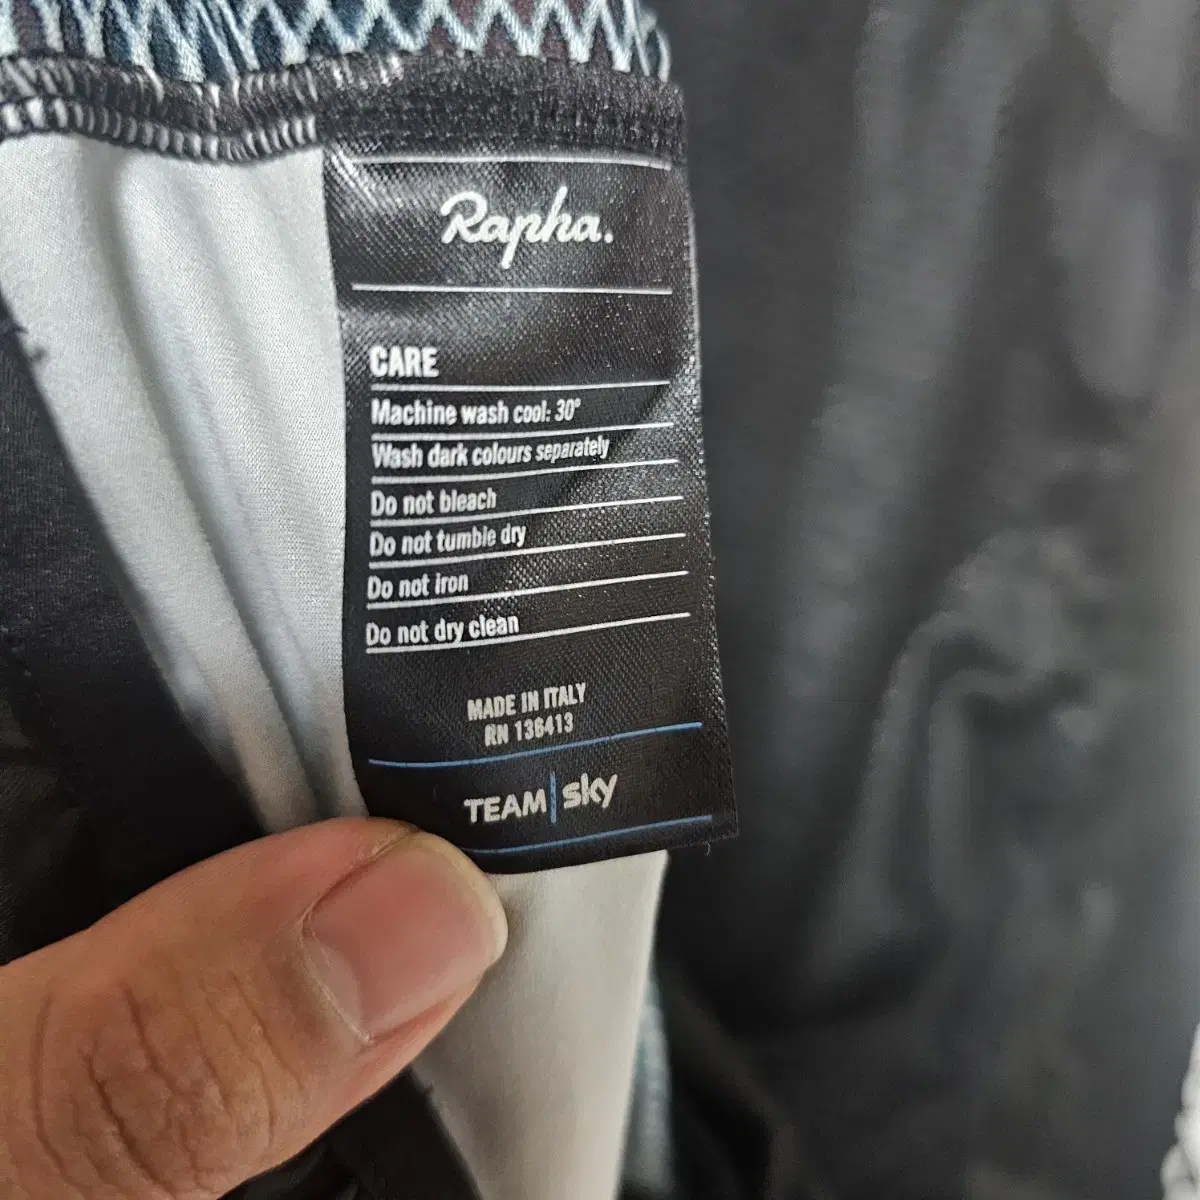 Rapha.
CARE
Machine wash cool: 30°
Wash dark colours separately
Do not bleach
Do not tumble dry
Do not iron
Do not dry clean
MADE IN ITALY
RN 136413
TEAM sky